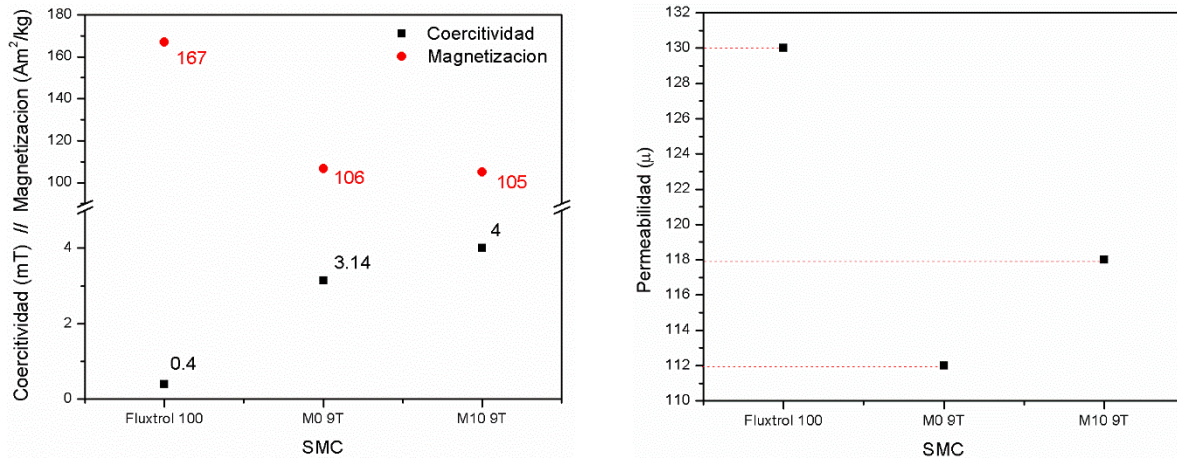 Coercitividad (mT) // Magnetizacion (Am²/kg)
180
160
140
120
100
4
2
0
Coercitividad
Magnetizacion
167
106
105
0.4
3.14
4
Fluxtrol 100
M0 9T
M10 9T
SMC
Permeabilidad (μ)
132
130
128
126
124
122
120
118
116
114
112
110
Fluxtrol 100
M0 9T
M10 9T
SMC